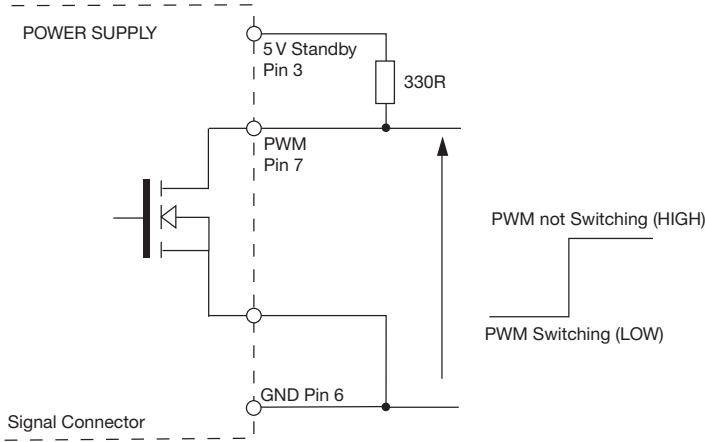 POWER SUPPLY
5 V Standby
Pin 3
330R
PWM
Pin 7
PWM not Switching (HIGH)
PWM Switching (LOW)
GND Pin 6
Signal Connector